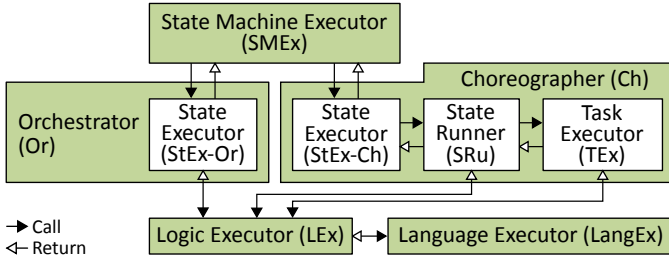 State Machine Executor
(SMEx)
Choreographer (Ch)
Orchestrator
(Or)
State
Executor
(StEx-Or)
State
Executor
(StEx-Ch)
State
Runner
(SRu)
Task
Executor
(TEx)
Call
Return
Logic Executor (LEx)
Language Executor (LangEx)